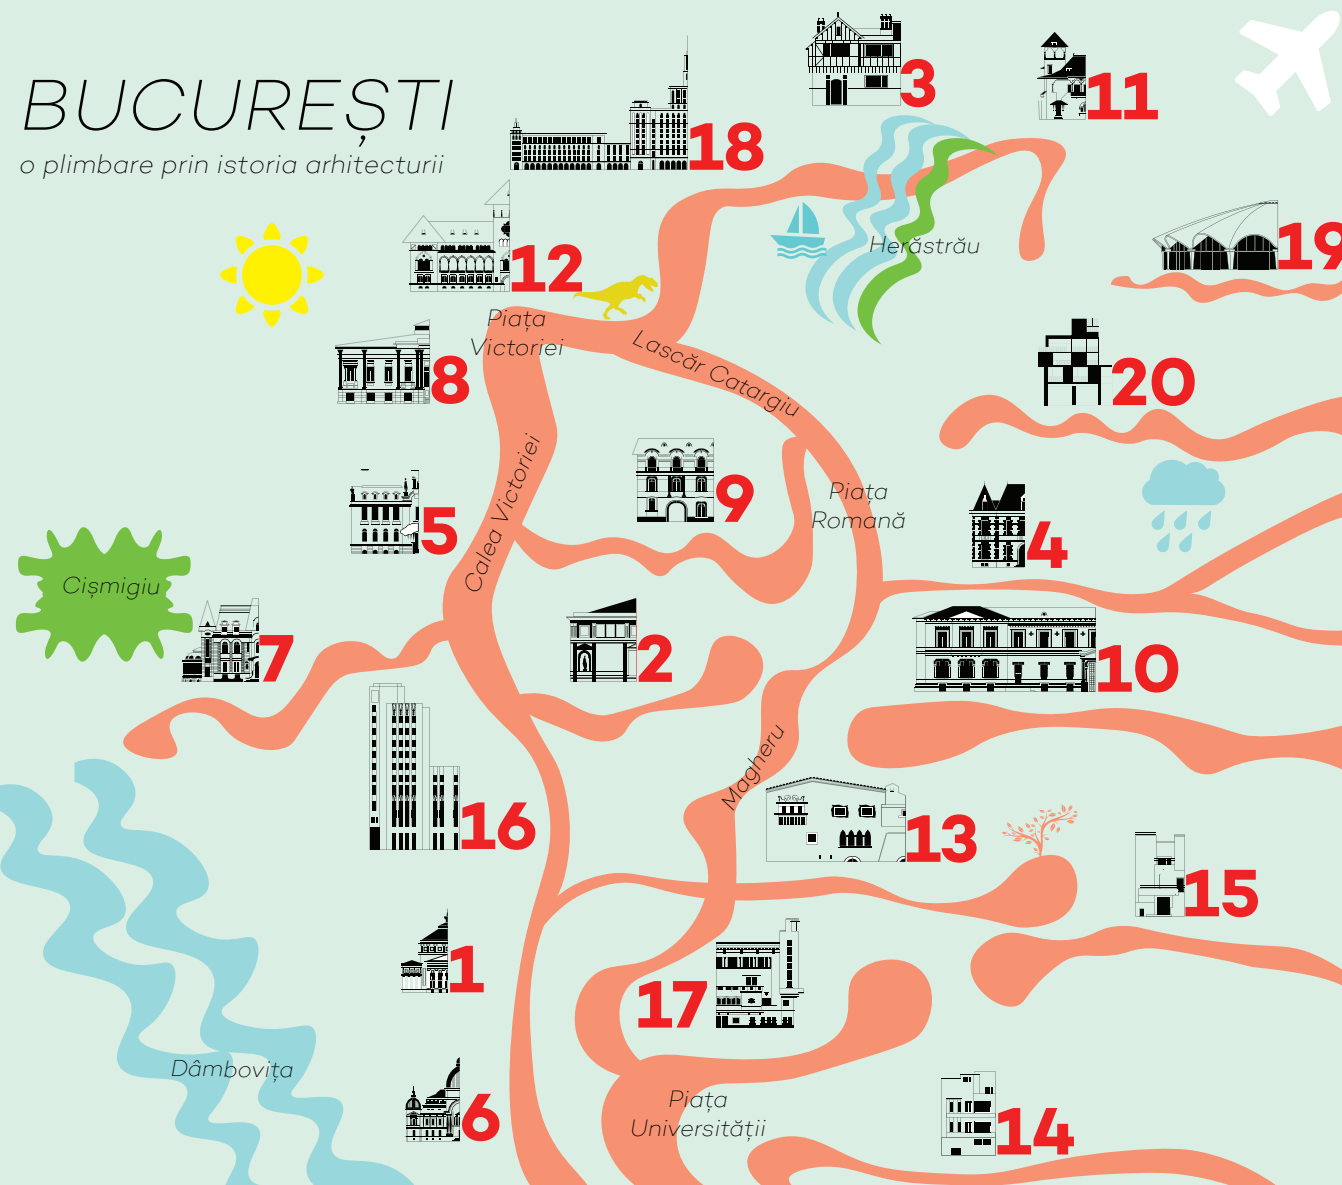 BUCUREȘTI
o plimbare prin istoria arhitecturii
3
11
18
12
19
Herăstrău
Piața
Victoriei
8
Lascăr Catargiu
20
5
Calea Victoriei
9
Piața
Romană
4
Cișmigiu
7
2
10
16
Magheru
13
15
1
17
Dâmbovița
6
Piața
Universității
14